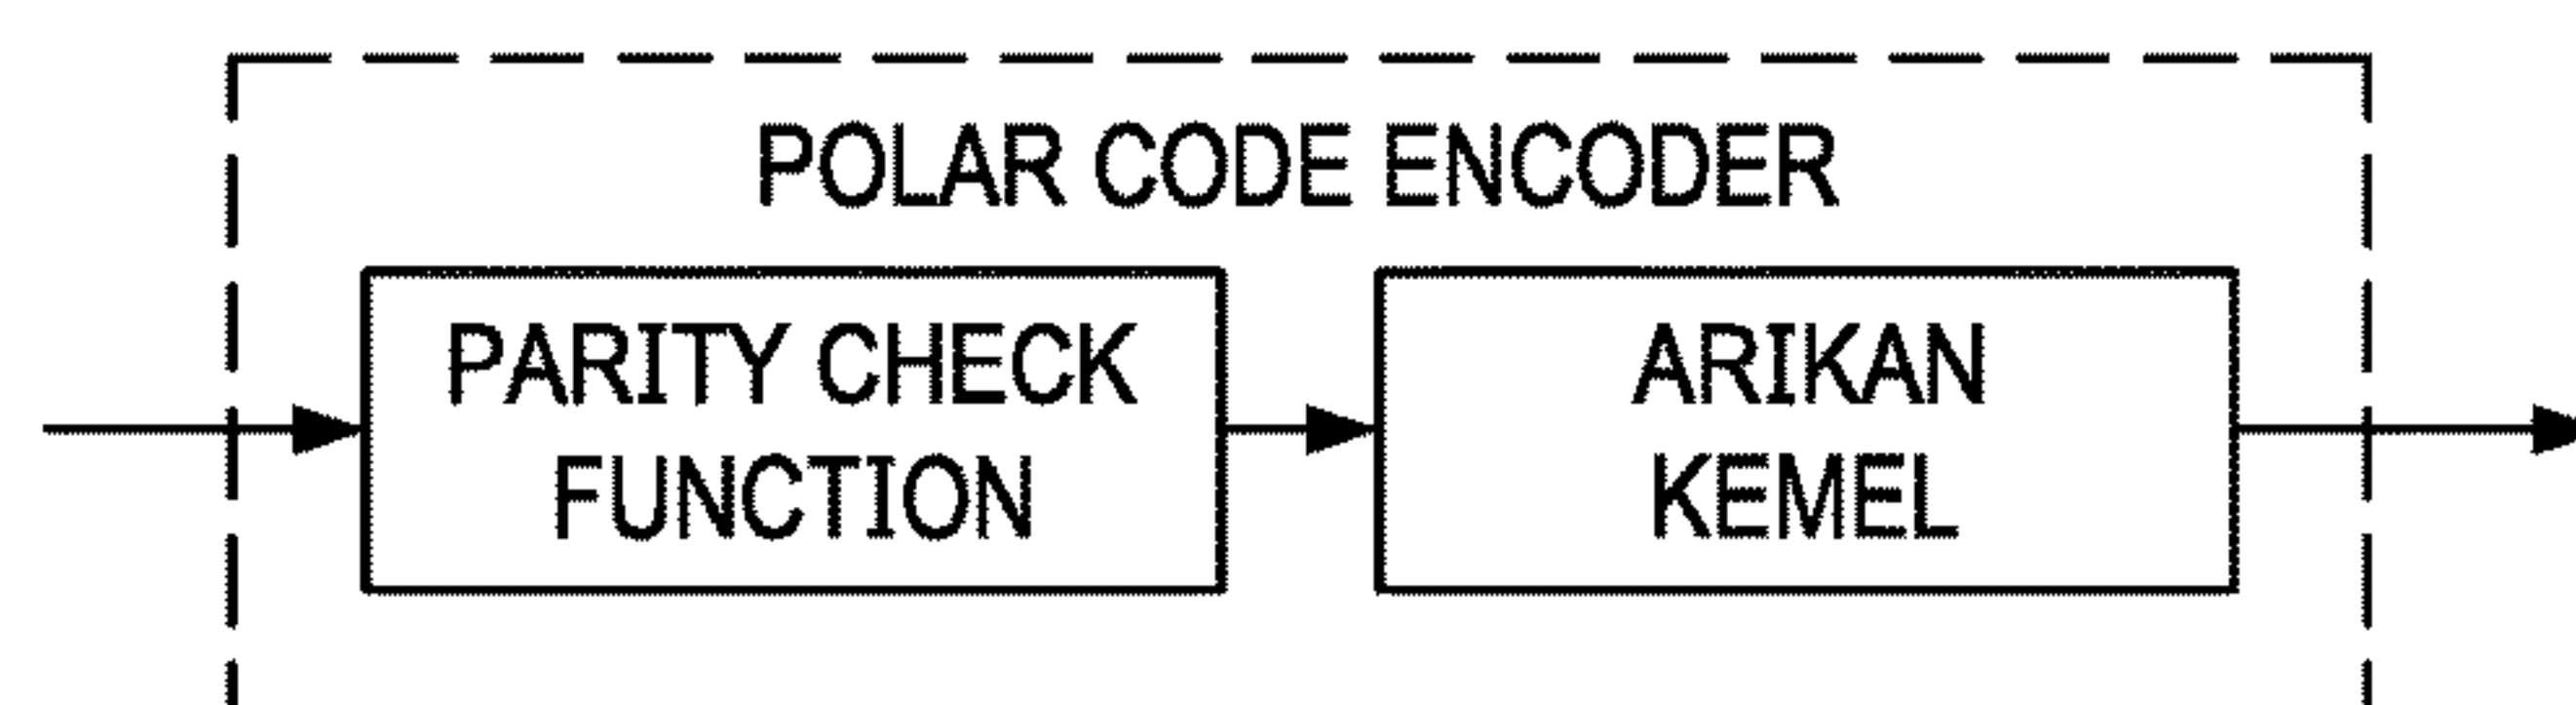 POLAR CODE ENCODER
PARITY CHECK
FUNCTION
ARIKAN
KEMEL